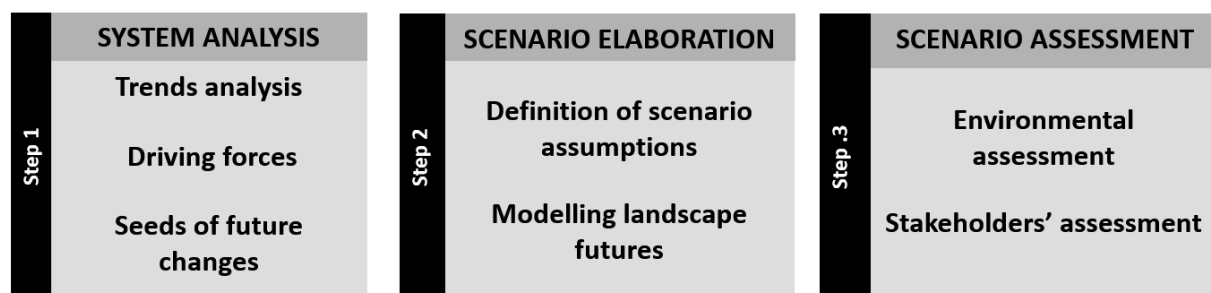 Step 1
SYSTEM ANALYSIS
Trends analysis
Driving forces
Seeds of future
changes
Step 2
SCENARIO ELABORATION
Definition of scenario
assumptions
Modelling landscape
futures
Step .3
SCENARIO ASSESSMENT
Environmental
assessment
Stakeholders’ assessment